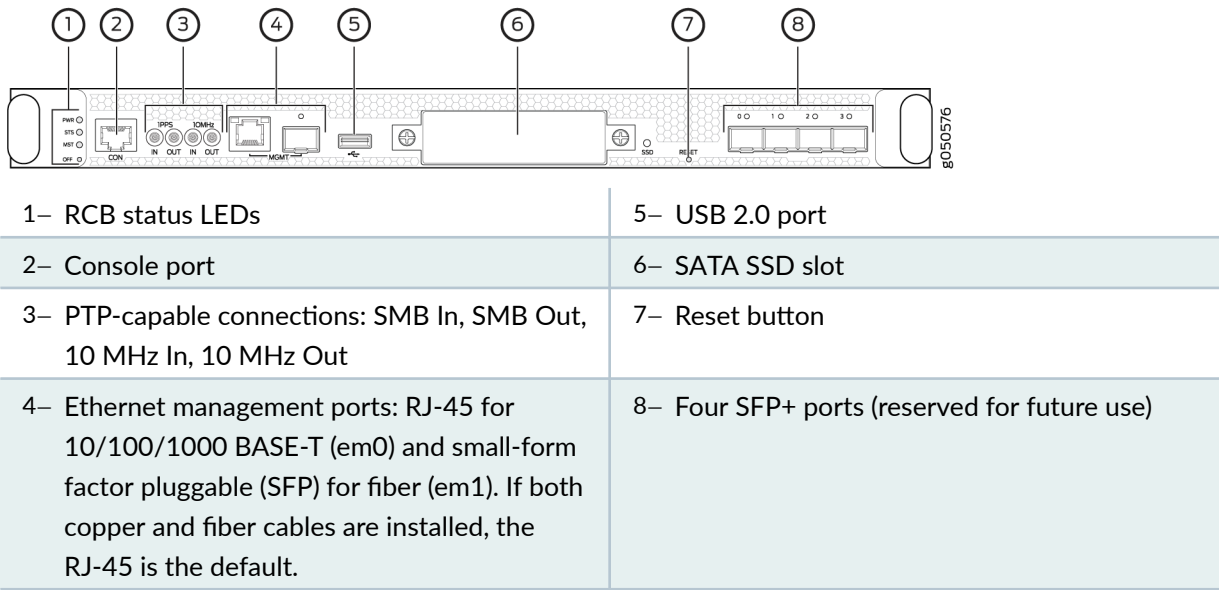 1 2 3 4 5 6 7 8
PWR
STS
MST
OFF
CON
1PPS 10MHz
IN OUT IN OUT
MGMT
SSD
RESET
0 1 2 3
g050576
1– RCB status LEDs
5– USB 2.0 port
2– Console port
6– SATA SSD slot
3– PTP-capable connections: SMB In, SMB Out,
10 MHz In, 10 MHz Out
7– Reset button
4– Ethernet management ports: RJ-45 for
10/100/1000 BASE-T (em0) and small-form
factor pluggable (SFP) for fiber (em1). If both
copper and fiber cables are installed, the
RJ-45 is the default.
8– Four SFP+ ports (reserved for future use)